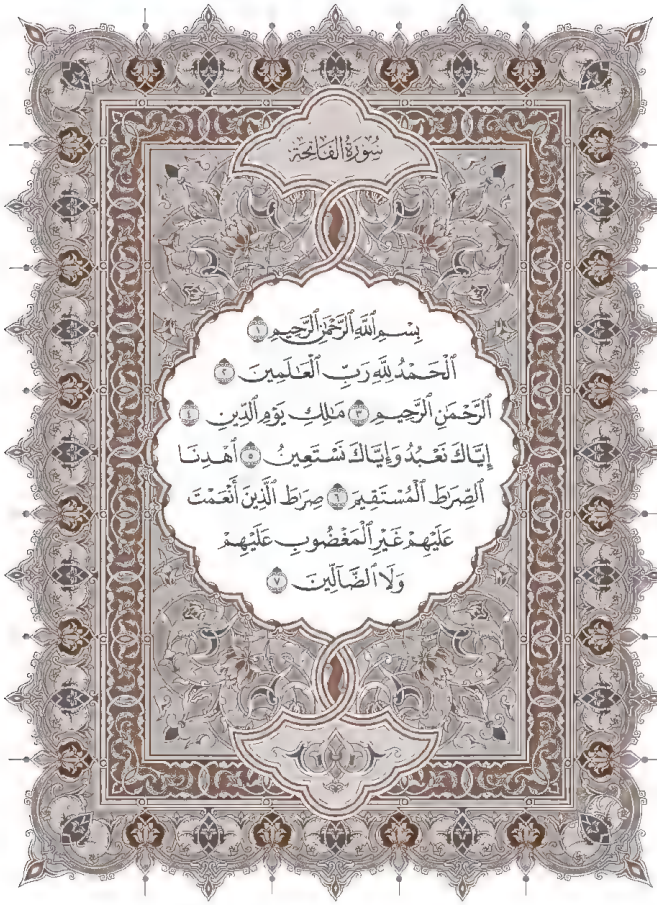 سُورَةُ الْفَاتِحَةِ
بِسْمِ ٱللَّهِ ٱلرَّحْمَٰنِ ٱلرَّحِيمِ ١
ٱلْحَمْدُ لِلَّهِ رَبِّ ٱلْعَٰلَمِينَ ٢
ٱلرَّحْمَٰنِ ٱلرَّحِيمِ ٣ مَٰلِكِ يَوْمِ ٱلدِّينِ ٤
إِيَّاكَ نَعْبُدُ وَإِيَّاكَ نَسْتَعِينُ ٥ ٱهْدِنَا
ٱلصِّرَٰطَ ٱلْمُسْتَقِيمَ ٦ صِرَٰطَ ٱلَّذِينَ أَنْعَمْتَ
عَلَيْهِمْ غَيْرِ ٱلْمَغْضُوبِ عَلَيْهِمْ
وَلَا ٱلضَّآلِّينَ ٧